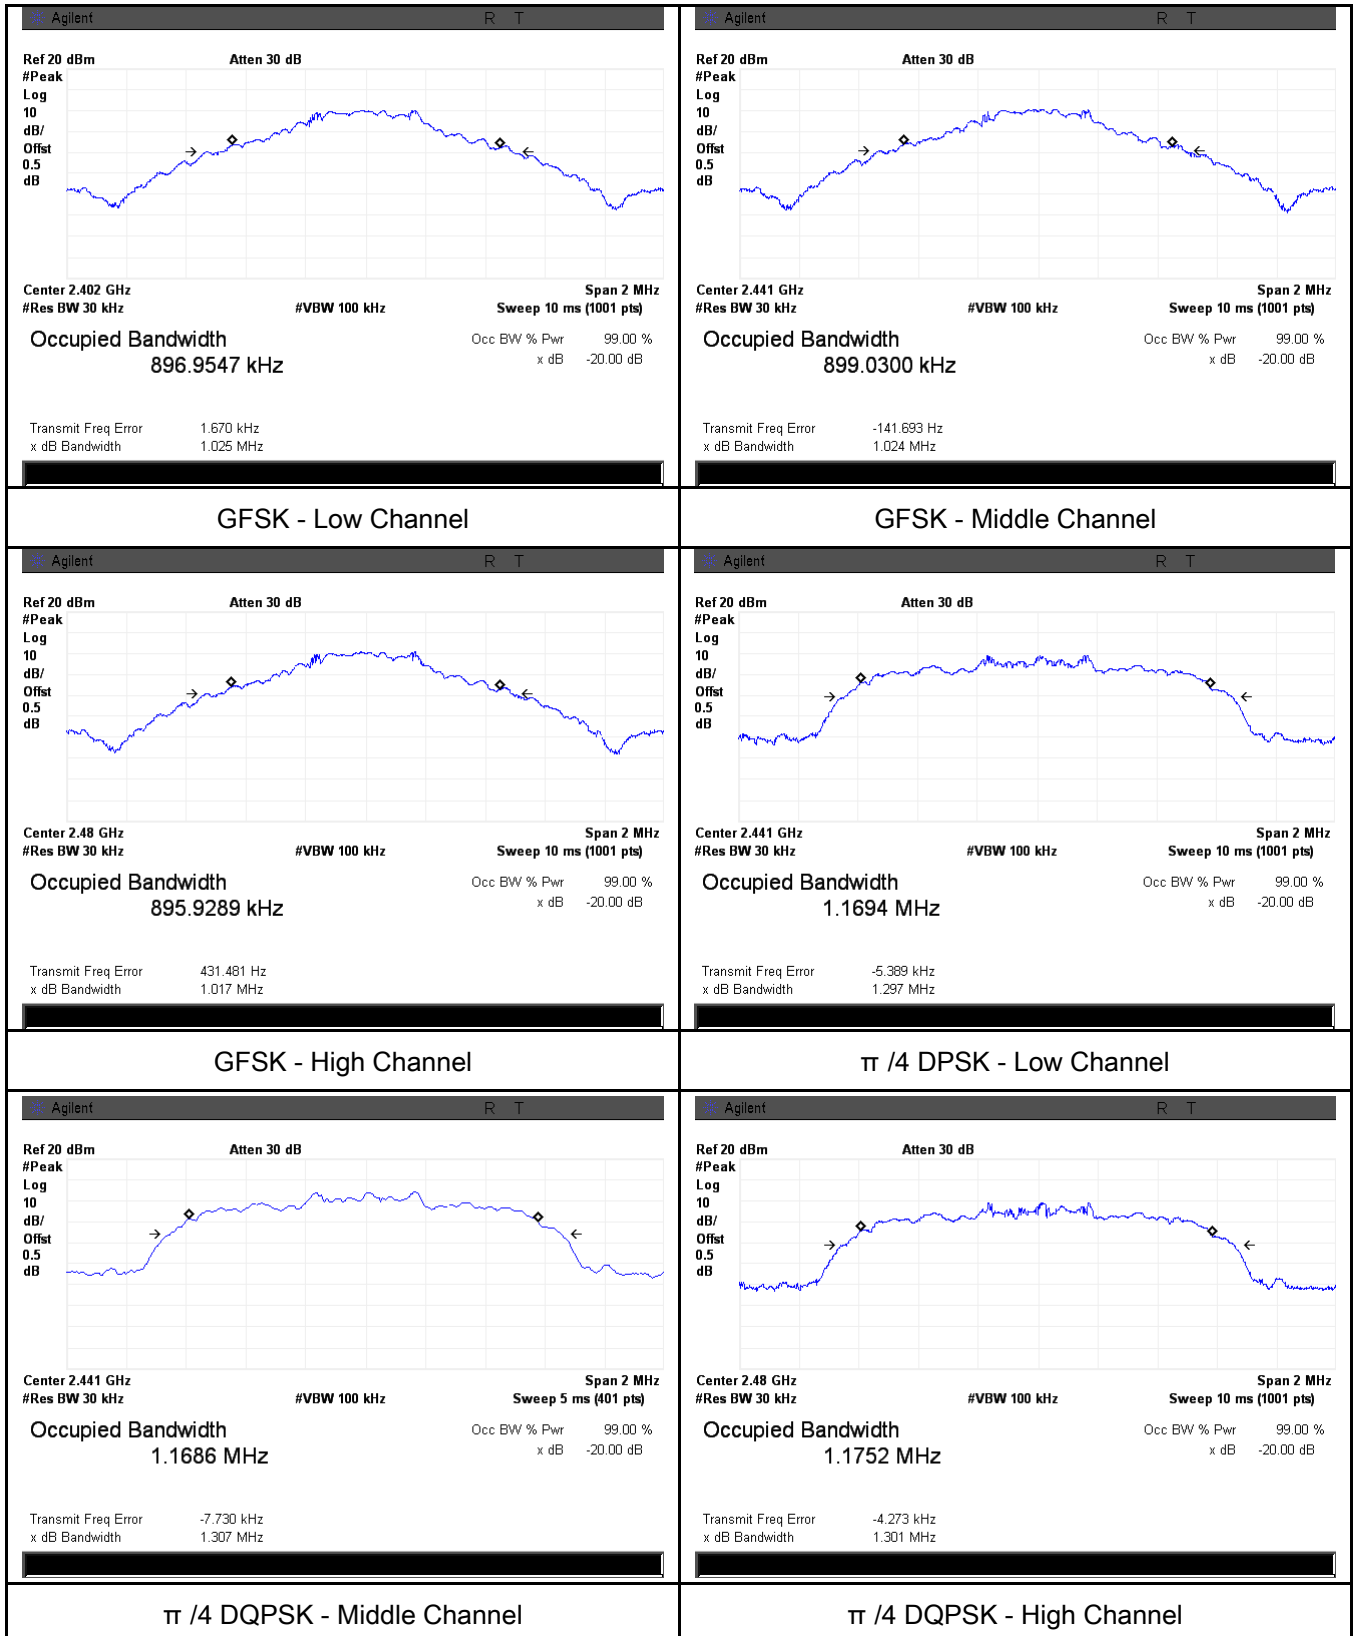 Agilent R T
Ref 20 dBm Atten 30 dB
#Peak
Log
10
dB/
Offst
0.5
dB
Center 2.402 GHz Span 2 MHz
#Res BW 30 kHz #VBW 100 kHz Sweep 10 ms (1001 pts)
Occupied Bandwidth Occ BW % Pwr 99.00 %
896.9547 kHz x dB -20.00 dB
Transmit Freq Error 1.670 kHz
x dB Bandwidth 1.025 MHz
GFSK - Low Channel
Agilent R T
Ref 20 dBm Atten 30 dB
#Peak
Log
10
dB/
Offst
0.5
dB
Center 2.441 GHz Span 2 MHz
#Res BW 30 kHz #VBW 100 kHz Sweep 10 ms (1001 pts)
Occupied Bandwidth Occ BW % Pwr 99.00 %
899.0300 kHz x dB -20.00 dB
Transmit Freq Error -141.693 Hz
x dB Bandwidth 1.024 MHz
GFSK - Middle Channel
Agilent R T
Ref 20 dBm Atten 30 dB
#Peak
Log
10
dB/
Offst
0.5
dB
Center 2.48 GHz Span 2 MHz
#Res BW 30 kHz #VBW 100 kHz Sweep 10 ms (1001 pts)
Occupied Bandwidth Occ BW % Pwr 99.00 %
895.9289 kHz x dB -20.00 dB
Transmit Freq Error 431.481 Hz
x dB Bandwidth 1.017 MHz
GFSK - High Channel
Agilent R T
Ref 20 dBm Atten 30 dB
#Peak
Log
10
dB/
Offst
0.5
dB
Center 2.441 GHz Span 2 MHz
#Res BW 30 kHz #VBW 100 kHz Sweep 10 ms (1001 pts)
Occupied Bandwidth Occ BW % Pwr 99.00 %
1.1694 MHz x dB -20.00 dB
Transmit Freq Error -5.389 kHz
x dB Bandwidth 1.297 MHz
π /4 DPSK - Low Channel
Agilent R T
Ref 20 dBm Atten 30 dB
#Peak
Log
10
dB/
Offst
0.5
dB
Center 2.441 GHz Span 2 MHz
#Res BW 30 kHz #VBW 100 kHz Sweep 5 ms (401 pts)
Occupied Bandwidth Occ BW % Pwr 99.00 %
1.1686 MHz x dB -20.00 dB
Transmit Freq Error -7.730 kHz
x dB Bandwidth 1.307 MHz
π /4 DQPSK - Middle Channel
Agilent R T
Ref 20 dBm Atten 30 dB
#Peak
Log
10
dB/
Offst
0.5
dB
Center 2.48 GHz Span 2 MHz
#Res BW 30 kHz #VBW 100 kHz Sweep 10 ms (1001 pts)
Occupied Bandwidth Occ BW % Pwr 99.00 %
1.1752 MHz x dB -20.00 dB
Transmit Freq Error -4.273 kHz
x dB Bandwidth 1.301 MHz
π /4 DQPSK - High Channel